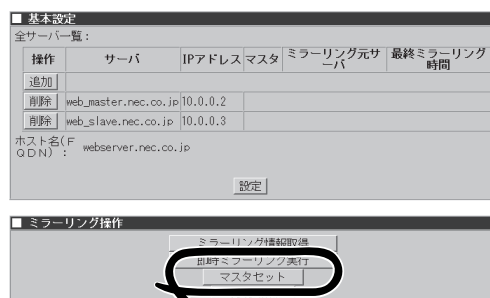 ■ 基本設定
全サーバ一覧：
操作 サーバ IPアドレス マスタ ミラーリング元サーバ 最終ミラーリング時間
追加
削除 web_master.nec.co.jp 10.0.0.2
削除 web_slave.nec.co.jp 10.0.0.3
ホスト名(FQDN)： webserver.nec.co.jp
設定
■ ミラーリング操作
ミラーリング情報取得
即時ミラーリング実行
マスタセット